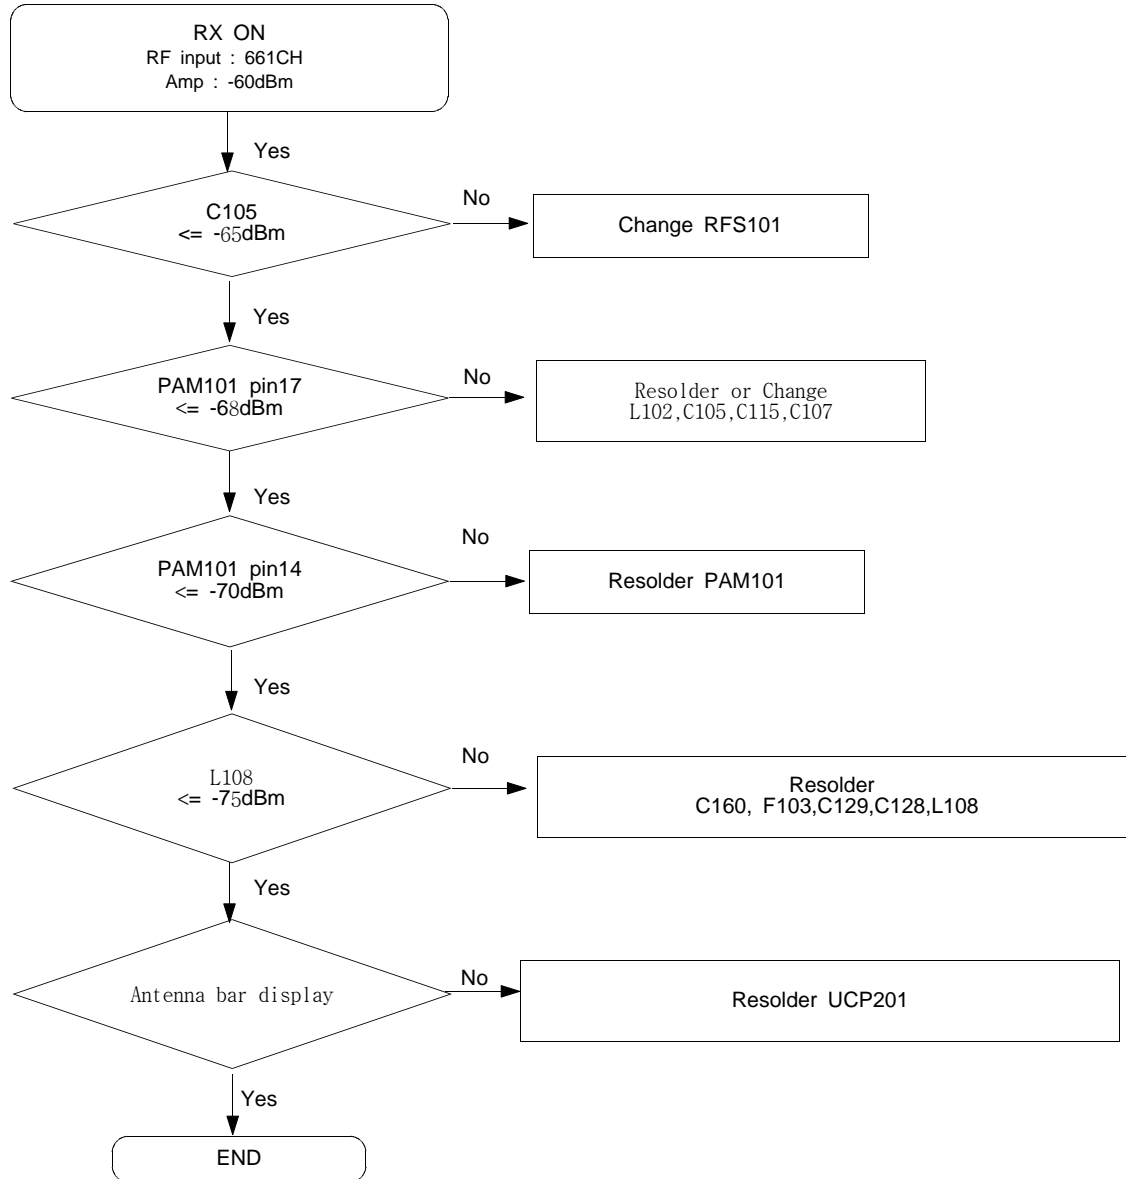 RX ON
RF input : 661CH
Amp : -60dBm
Yes
C105
<= -65dBm
No
Change RFS101
Yes
PAM101 pin17
<= -68dBm
No
Resolder or Change
L102,C105,C115,C107
Yes
PAM101 pin14
<= -70dBm
No
Resolder PAM101
Yes
L108
<= -75dBm
No
Resolder
C160, F103,C129,C128,L108
Yes
Antenna bar display
No
Resolder UCP201
Yes
END